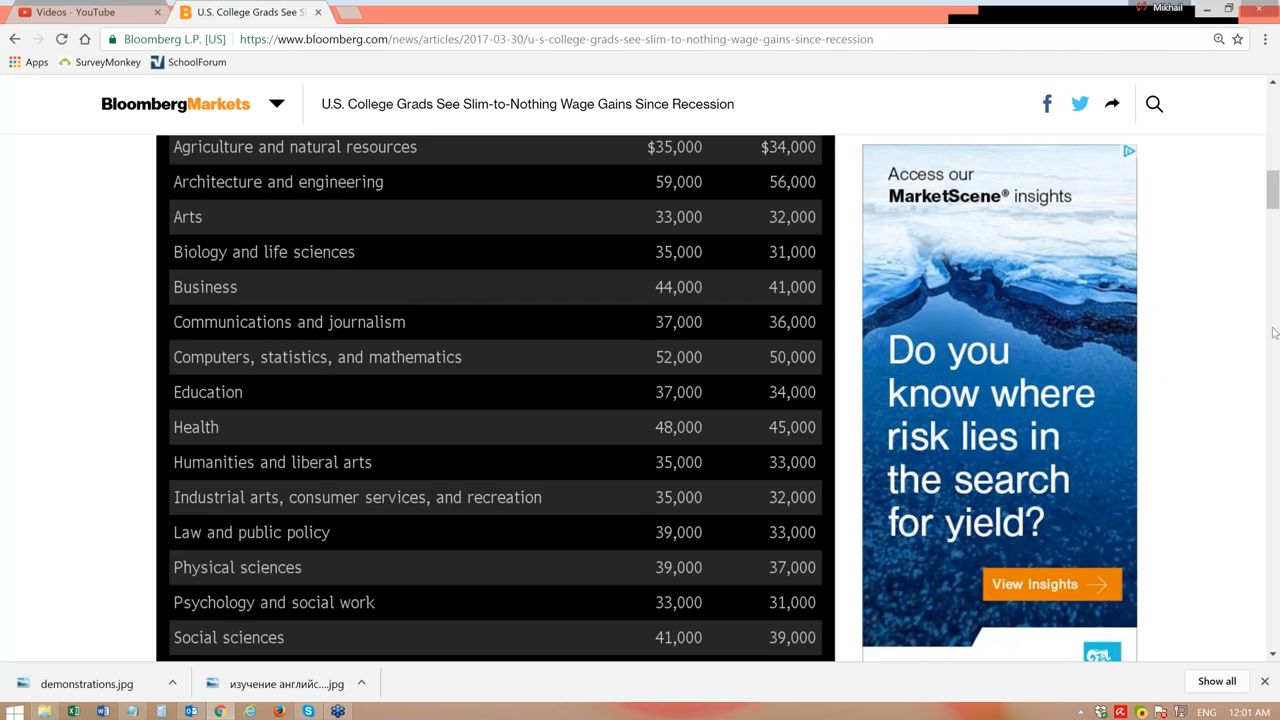 Videos - YouTube
U.S. College Grads See S
Mikhail
Bloomberg L.P. [US]
https://www.bloomberg.com/news/articles/2017-03-30/u-s-college-grads-see-slim-to-nothing-wage-gains-since-recession
Apps SurveyMonkey SchoolForum
BloombergMarkets
U.S. College Grads See Slim-to-Nothing Wage Gains Since Recession
Agriculture and natural resources $35,000 $34,000
Architecture and engineering 59,000 56,000
Arts 33,000 32,000
Biology and life sciences 35,000 31,000
Business 44,000 41,000
Communications and journalism 37,000 36,000
Computers, statistics, and mathematics 52,000 50,000
Education 37,000 34,000
Health 48,000 45,000
Humanities and liberal arts 35,000 33,000
Industrial arts, consumer services, and recreation 35,000 32,000
Law and public policy 39,000 33,000
Physical sciences 39,000 37,000
Psychology and social work 33,000 31,000
Social sciences 41,000 39,000
Access our
MarketScene® insights
Do you
know where
risk lies in
the search
for yield?
View Insights
demonstrations.jpg
изучение английс....jpg
Show all
ENG 12:01 AM